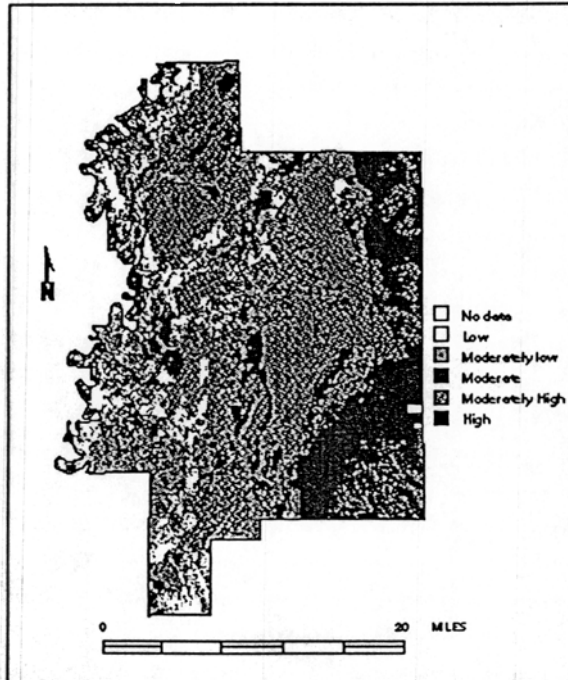 N
No data
Low
Moderately low
Moderate
Moderately High
High
0 20 MILES